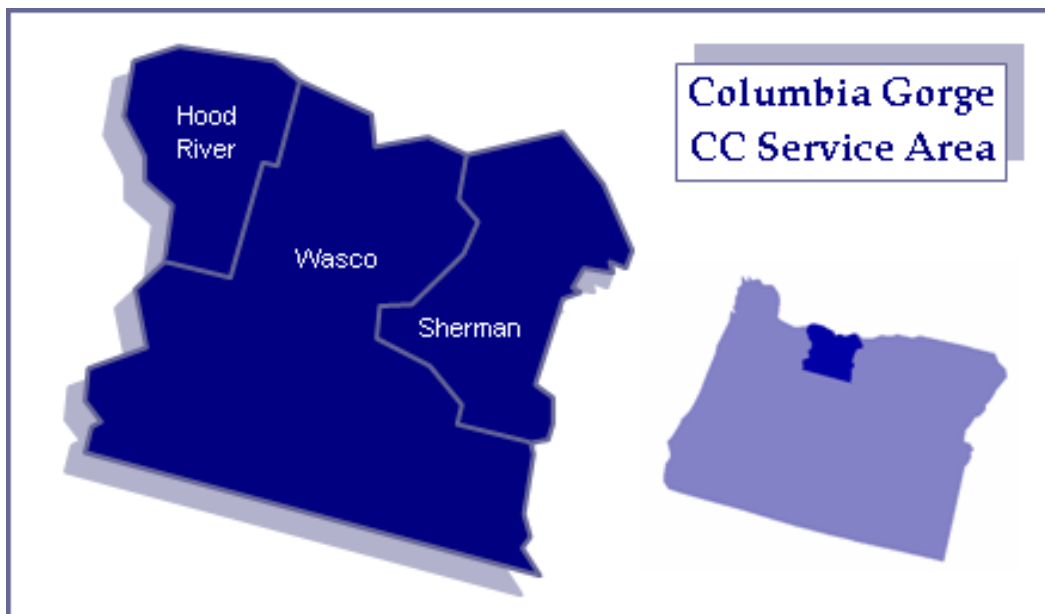 Columbia Gorge
CC Service Area
Hood
River
Wasco
Sherman